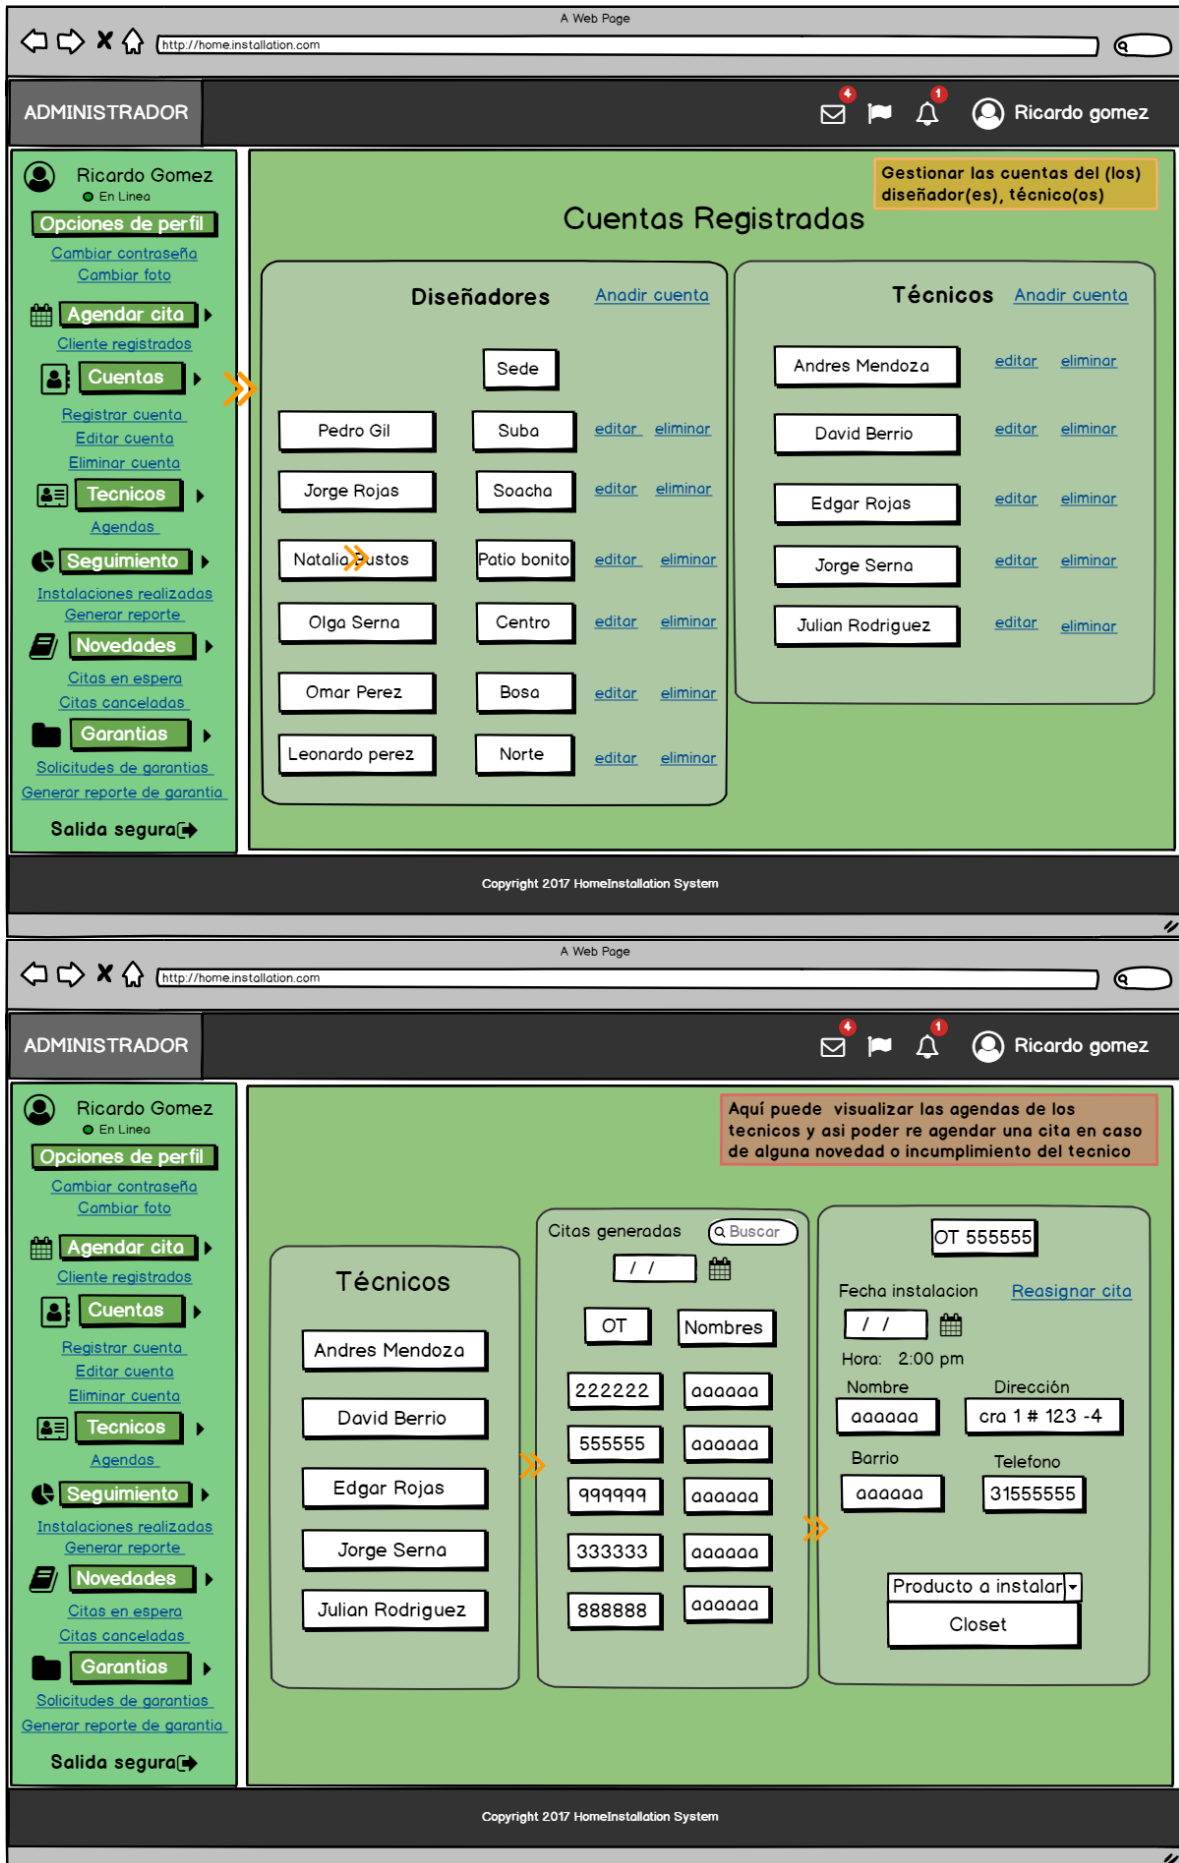 A Web Page
http://home.installation.com
ADMINISTRADOR
4
1
Ricardo gomez
Ricardo Gomez
En Linea
Opciones de perfil
Cambiar contraseña
Cambiar foto
Agendar cita
Cliente registrados
Cuentas
Registrar cuenta
Editar cuenta
Eliminar cuenta
Tecnicos
Agendas
Seguimiento
Instalaciones realizadas
Generar reporte
Novedades
Citas en espera
Citas canceladas
Garantias
Solicitudes de garantias
Generar reporte de garantia
Salida segura
Gestionar las cuentas del (los)
diseñador(es), técnico(os)
Cuentas Registradas
Diseñadores Anadir cuenta
Sede
Pedro Gil Suba editar eliminar
Jorge Rojas Soacha editar eliminar
Natalia Bustos Patio bonito editar eliminar
Olga Serna Centro editar eliminar
Omar Perez Bosa editar eliminar
Leonardo perez Norte editar eliminar
Técnicos Anadir cuenta
Andres Mendoza editar eliminar
David Berrio editar eliminar
Edgar Rojas editar eliminar
Jorge Serna editar eliminar
Julian Rodriguez editar eliminar
Copyright 2017 HomeInstallation System
A Web Page
http://home.installation.com
ADMINISTRADOR
4
1
Ricardo gomez
Ricardo Gomez
En Linea
Opciones de perfil
Cambiar contraseña
Cambiar foto
Agendar cita
Cliente registrados
Cuentas
Registrar cuenta
Editar cuenta
Eliminar cuenta
Tecnicos
Agendas
Seguimiento
Instalaciones realizadas
Generar reporte
Novedades
Citas en espera
Citas canceladas
Garantias
Solicitudes de garantias
Generar reporte de garantia
Salida segura
Aquí puede visualizar las agendas de los
tecnicos y asi poder re agendar una cita en caso
de alguna novedad o incumplimiento del tecnico
Técnicos
Andres Mendoza
David Berrio
Edgar Rojas
Jorge Serna
Julian Rodriguez
Citas generadas Buscar
/ /
OT Nombres
222222 aaaaaa
555555 aaaaaa
999999 aaaaaa
333333 aaaaaa
888888 aaaaaa
OT 555555
Fecha instalacion Reasignar cita
/ /
Hora: 2:00 pm
Nombre Dirección
aaaaaa cra 1 # 123 -4
Barrio Telefono
aaaaaa 31555555
Producto a instalar
Closet
Copyright 2017 HomeInstallation System